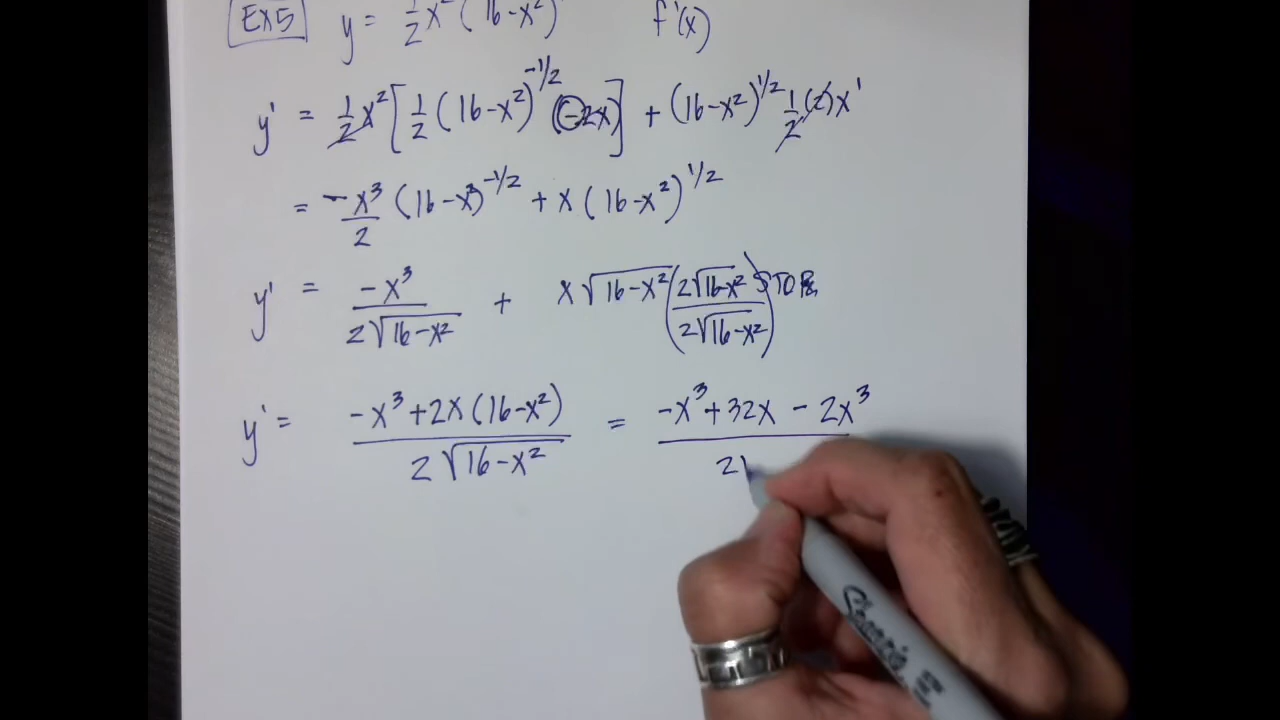 EX5 y = 1/2 x² (16-x²) f'(x)
y' = 1/2 x² [ 1/2 (16-x²)^-1/2 (-2x) ] + (16-x²)^1/2 1/2 (2) x'
= -x³/2 (16-x²)^-1/2 + x (16-x²)^1/2
y' = -x³/(2√16-x²) + x √16-x² (2√16-x²/2√16-x²)
y' = (-x³+2x(16-x²))/(2√16-x²) = (-x³+32x - 2x³)/2
Sharpie